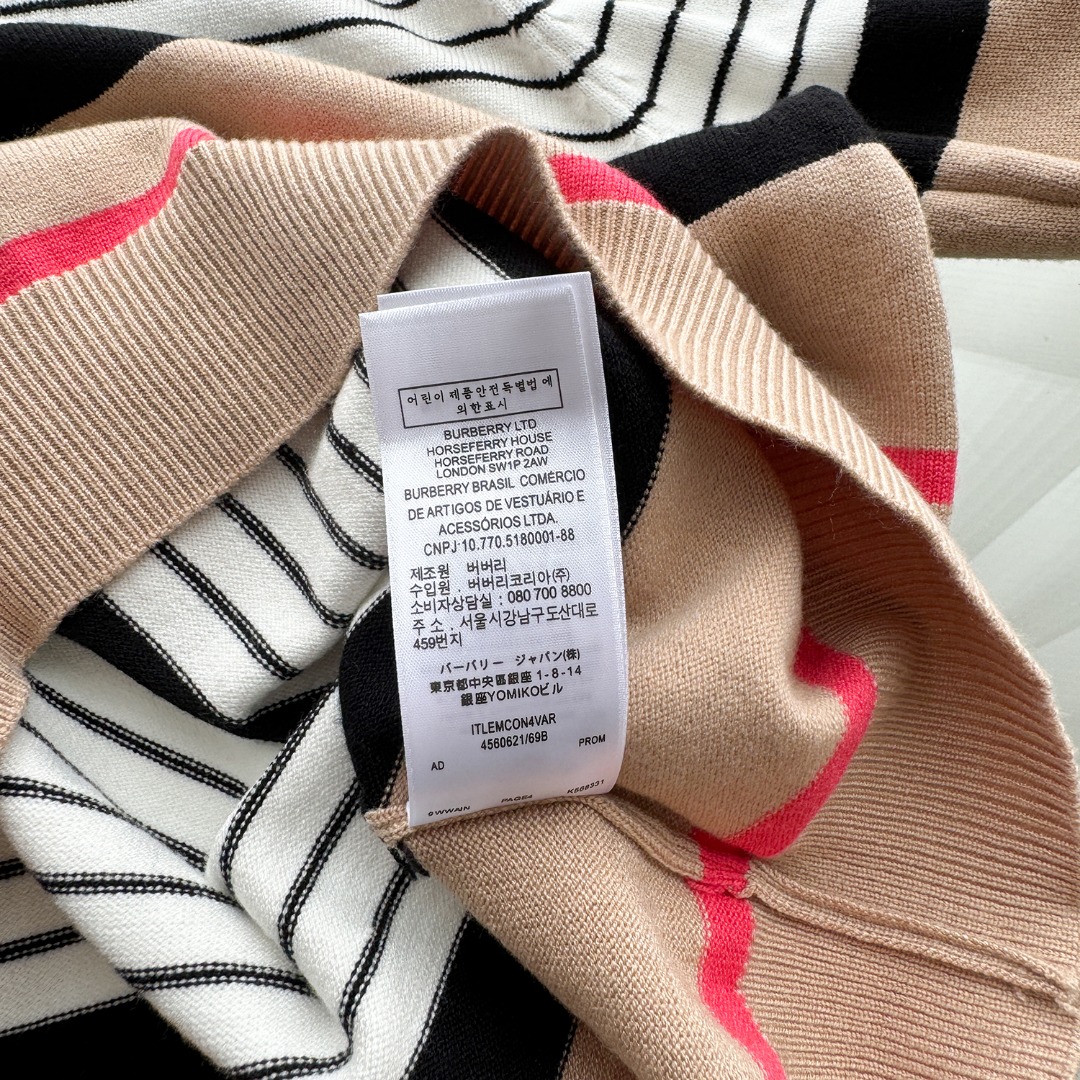 어린이 제품안전특별법 에
의한표시
BURBERRY LTD
HORSEFERRY HOUSE
HORSEFERRY ROAD
LONDON SW1P 2AW
BURBERRY BRASIL COMÉRCIO
DE ARTIGOS DE VESTUÁRIO E
ACESSÓRIOS LTDA.
CNPJ 10.770.5180001-88
제조원 버버리
수입원 . 버버리코리아(주)
소비자상담실 : 080 700 8800
주 소 . 서울시강남구도산대로
459번지
バーバリー ジャパン(株)
東京都中央區銀座 1-8-14
銀座YOMIKOビル
ITLEMCON4VAR
4560621/69B
AD PROM
PAGE4